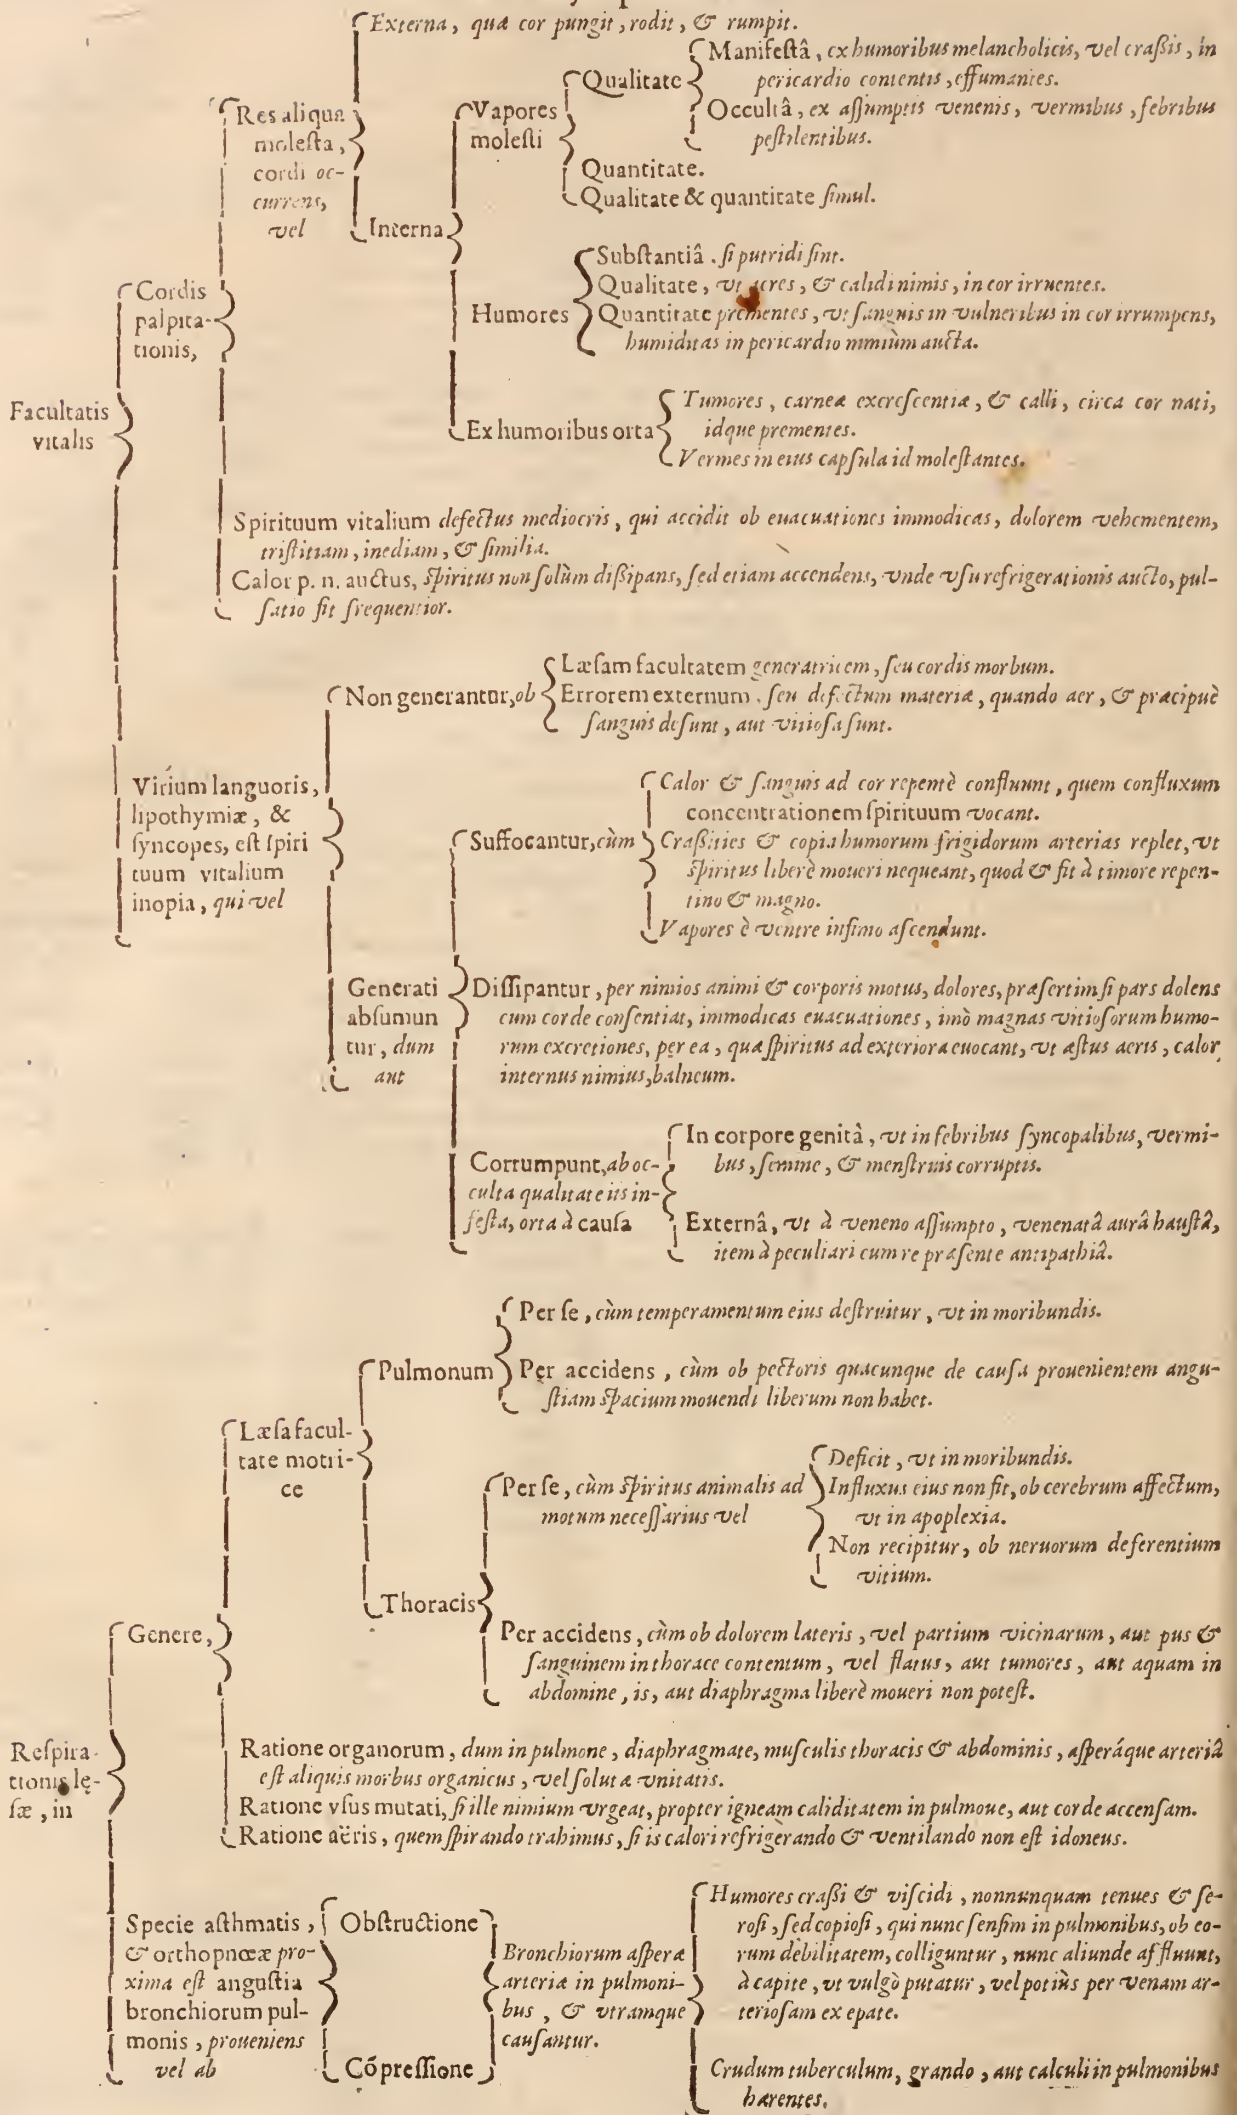 Externa, quæ cor pungit, rodit, & rumpit.
Res aliqua
molesta,
cordi oc-
currens,
vel
Interna
Vapores
molesti
Qualitate
Manifestâ, ex humoribus melancholicis, vel crassis, in
pericardio contentis, effumantes.
Occultâ, ex assumptis venenis, vermibus, febribus
pestilentibus.
Quantitate.
Qualitate & quantitate simul.
Humores
Substantiâ. si putridi sint.
Qualitate, vt acres, & calidi nimis, in cor irruentes.
Quantitate prementes, vt sanguis in vulneribus in cor irrumpens,
humiditas in pericardio nimiùm aucta.
Ex humoribus orta
Tumores, carneæ excrescentiæ, & calli, circa cor nati,
idque prementes.
Vermes in eius capsula id molestantes.
Facultatis
vitalis
Cordis
palpita-
tionis,
Spirituum vitalium defectus mediocris, qui accidit ob euacuationes immodicas, dolorem vehementem,
tristitiam, inediam, & similia.
Calor p. n. auctus, spiritus non solùm dissipans, sed etiam accendens, vnde vsu refrigerationis aucto, pul-
satio fit frequentior.
Virium languoris,
lipothymiæ, &
syncopes, est spiri
tuum vitalium
inopia, qui vel
Non generantur, ob
Læsam facultatem generatricem, seu cordis morbum.
Errorem externum. seu defectum materiæ, quando aer, & præcipuè
sanguis desunt, aut vitiosa sunt.
Generati
absumun
tur, dum
aut
Suffocantur, cùm
Calor & sanguis ad cor repentè confluunt, quem confluxum
concentrationem spirituum vocant.
Crassities & copia humorum frigidorum arterias replet, vt
spiritus liberè moueri nequeant, quod & fit à timore repen-
tino & magno.
Vapores è ventre infimo ascendunt.
Dissipantur, per nimios animi & corporis motus, dolores, præsertim si pars dolens
cum corde consentiat, immodicas euacuationes, imò magnas vitiosorum humo-
rum excretiones, per ea, quæ spiritus ad exteriora euocant, vt æstus aeris, calor
internus nimius, balneum.
Corrumpunt, ab oc-
culta qualitate iis in-
festa, orta à causa
In corpore genitâ, vt in febribus syncopalibus, vermi-
bus, semine, & menstruis corruptis.
Externâ, vt à veneno assumpto, venenatâ aurâ haustâ,
item à peculiari cum re præsente antipathiâ.
Respira-
tionis lę-
sæ, in
Genere,
Læsa facul-
tate motri-
ce
Pulmonum
Per se, cùm temperamentum eius destruitur, vt in moribundis.
Per accidens, cùm ob pectoris quacunque de causa prouenientem angu-
stiam spacium mouendi liberum non habet.
Thoracis
Per se, cùm spiritus animalis ad
motum necessarius vel
Deficit, vt in moribundis.
Influxus eius non fit, ob cerebrum affectum,
vt in apoplexia.
Non recipitur, ob neruorum deferentium
vitium.
Per accidens, cùm ob dolorem lateris, vel partium vicinarum, aut pus &
sanguinem in thorace contentum, vel flatus, aut tumores, aut aquam in
abdomine, is, aut diaphragma liberè moueri non potest.
Ratione organorum, dum in pulmone, diaphragmate, musculis thoracis & abdominis, asperáque arteriâ
est aliquis morbus organicus, vel solutæ vnitatis.
Ratione vsus mutati, si ille nimium vrgeat, propter igneam caliditatem in pulmoue, aut corde accensam.
Ratione aëris, quem spirando trahimus, si is calori refrigerando & ventilando non est idoneus.
Specie asthmatis,
& orthopnœæ pro-
xima est angustia
bronchiorum pul-
monis, proueniens
vel ab
Obstructione
Cōpressione
Bronchiorum asperæ
arteriæ in pulmoni-
bus, & vtramque
causantur.
Humores crassi & viscidi, nonnunquam tenues & se-
rosi, sed copiosi, qui nunc sensim in pulmonibus, ob eo-
rum debilitatem, colliguntur, nunc aliunde affluunt,
à capite, vt vulgò putatur, vel potiùs per venam ar-
teriosam ex epate.
Crudum tuberculum, grando, aut calculi in pulmonibus
hærentes.